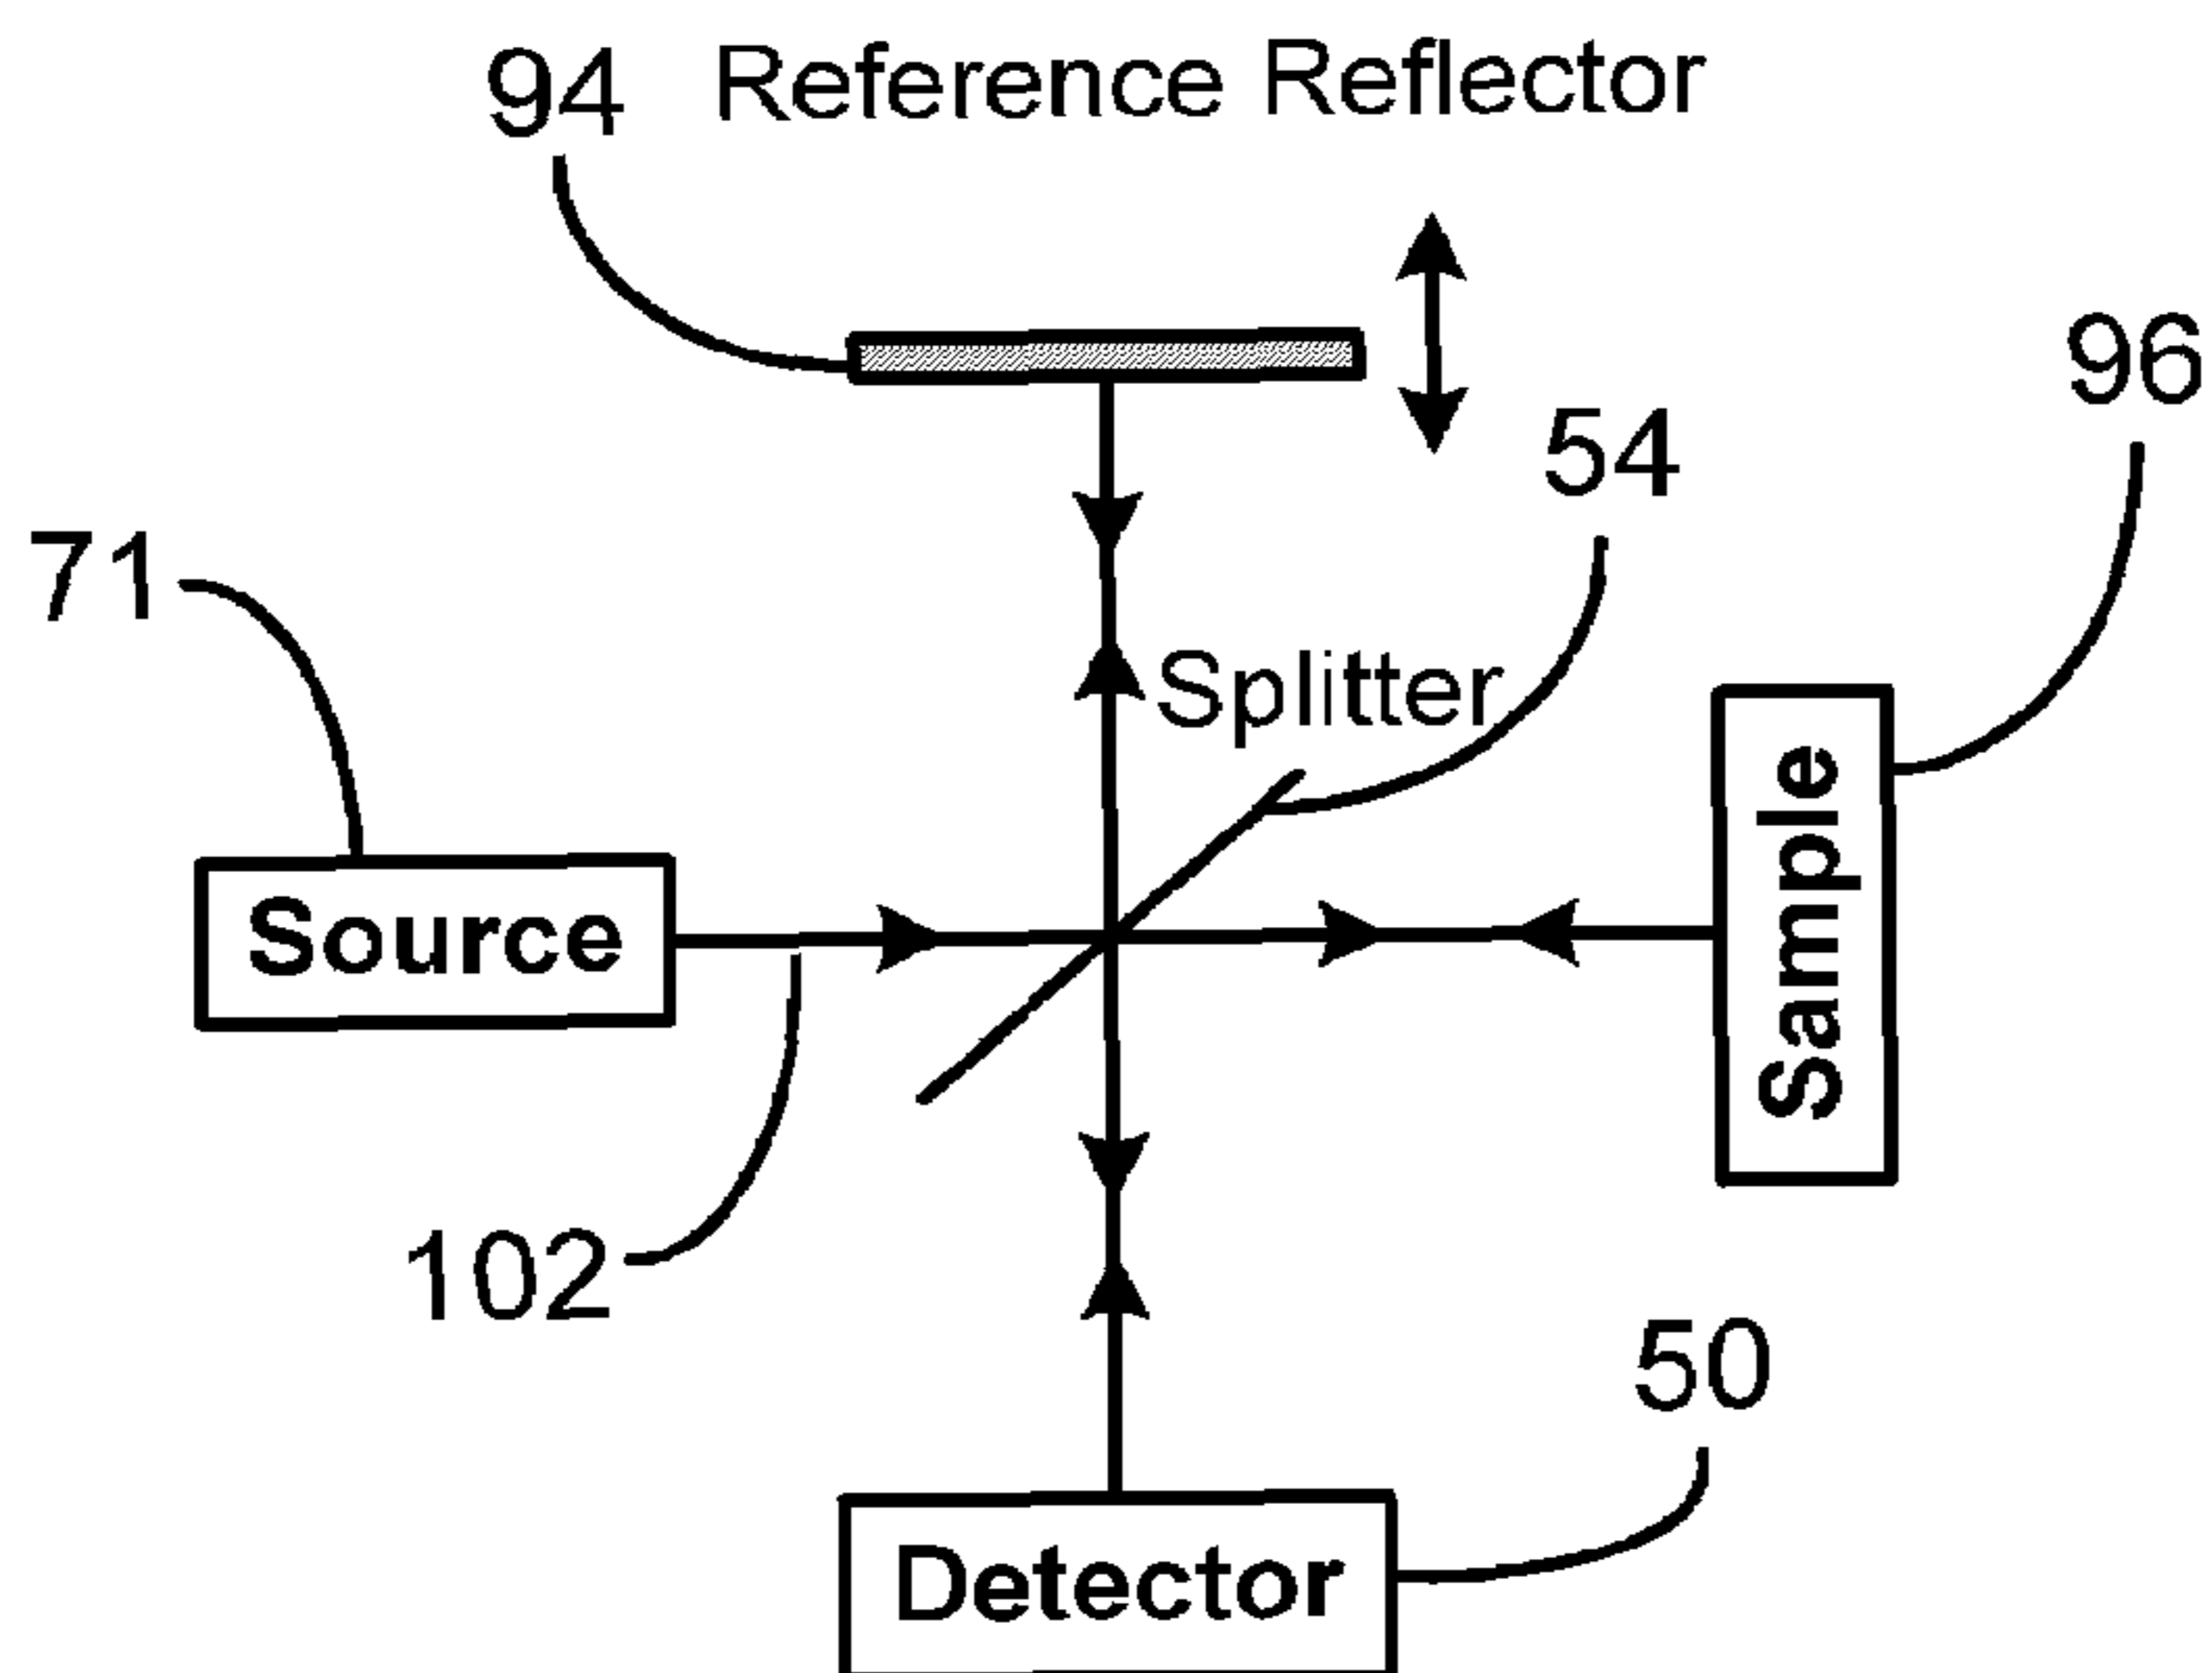 94 Reference Reflector
96
54
71
Splitter
Sample
Source
102
50
Detector